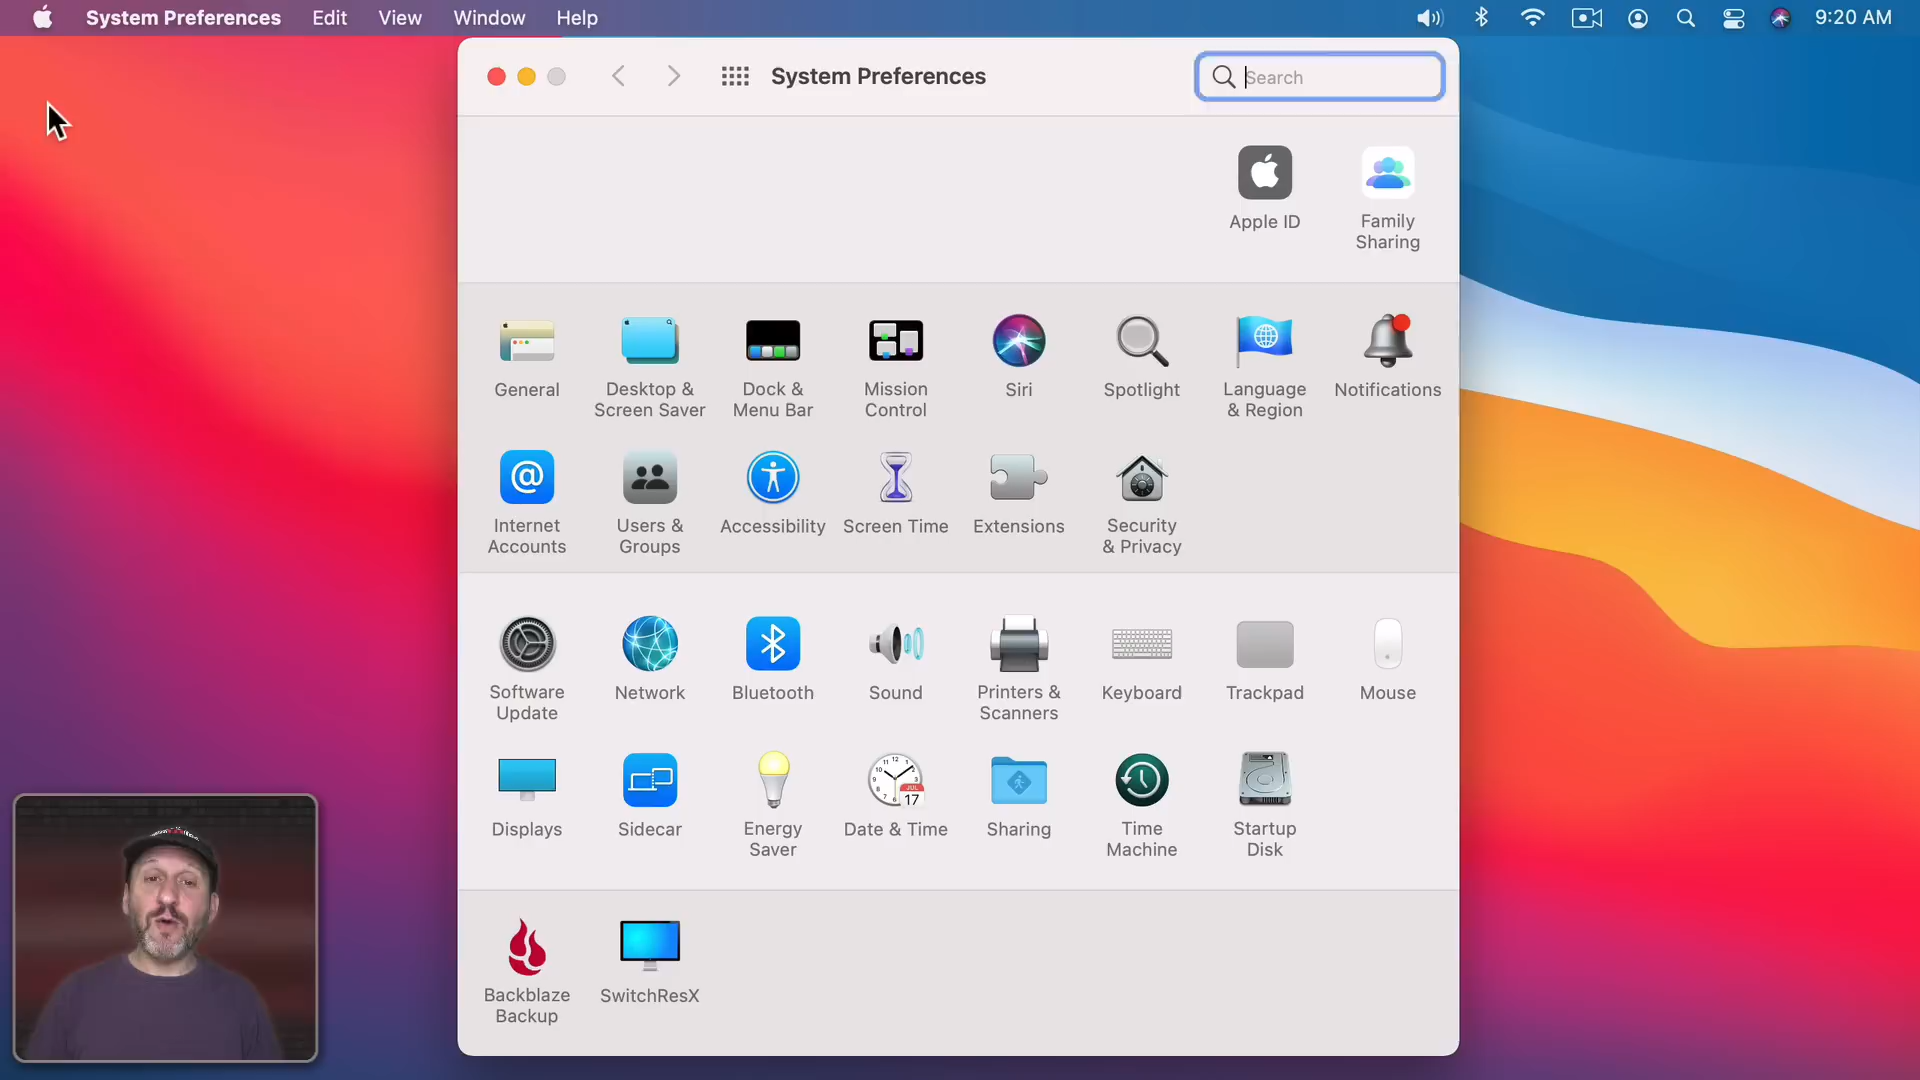 System Preferences Edit View Window Help 9:20 AM
System Preferences
Search
Apple ID
Family
Sharing
General
Desktop &
Screen Saver
Dock &
Menu Bar
Mission
Control
Siri
Spotlight
Language
& Region
Notifications
Internet
Accounts
Users &
Groups
Accessibility
Screen Time
Extensions
Security
& Privacy
Software
Update
Network
Bluetooth
Sound
Printers &
Scanners
Keyboard
Trackpad
Mouse
Displays
Sidecar
Energy
Saver
JUL
17
Date & Time
Sharing
Time
Machine
Startup
Disk
Backblaze
Backup
SwitchResX